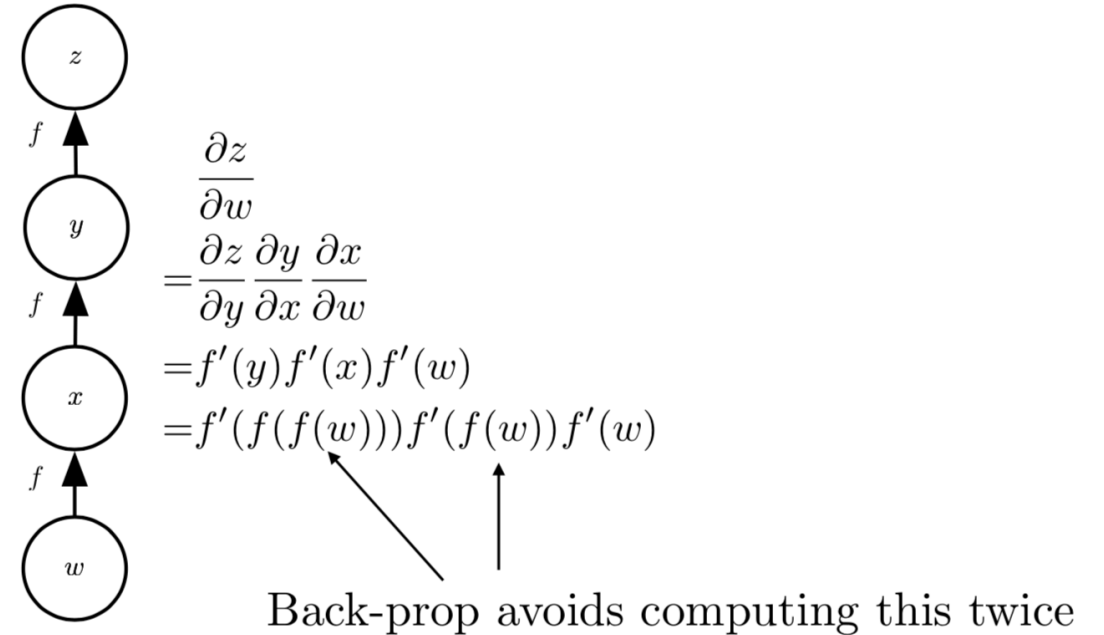 z
f
y
f
x
f
w
∂z
∂w
=∂z/∂y ∂y/∂x ∂x/∂w
=f′(y)f′(x)f′(w)
=f′(f(f(w)))f′(f(w))f′(w)
Back-prop avoids computing this twice